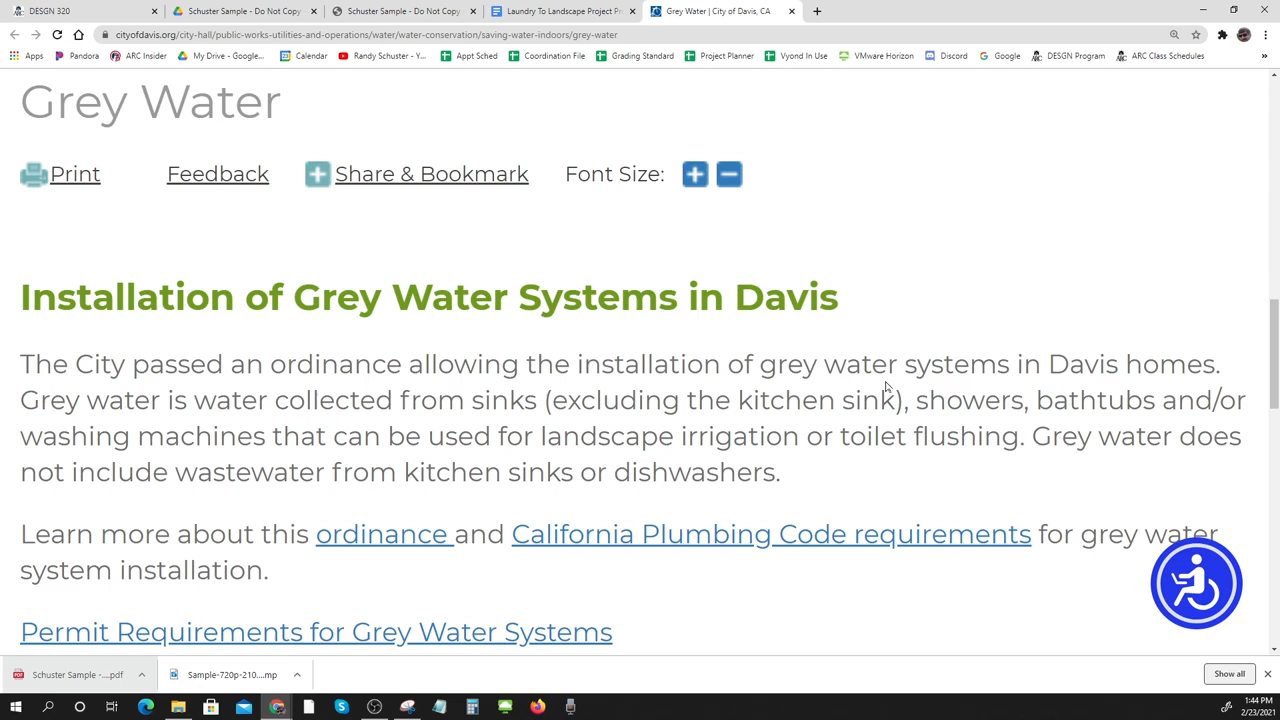 DESGN 320
Schuster Sample - Do Not Copy
Schuster Sample - Do Not Copy
Laundry To Landscape Project Pr
Grey Water | City of Davis, CA
cityofdavis.org/city-hall/public-works-utilities-and-operations/water/water-conservation/saving-water-indoors/grey-water
Apps
Pandora
ARC Insider
My Drive - Google...
Calendar
Randy Schuster - Y...
Appt Sched
Coordination File
Grading Standard
Project Planner
Vyond In Use
VMware Horizon
Discord
Google
DESGN Program
ARC Class Schedules
Grey Water
Print
Feedback
Share & Bookmark
Font Size:
Installation of Grey Water Systems in Davis
The City passed an ordinance allowing the installation of grey water systems in Davis homes.
Grey water is water collected from sinks (excluding the kitchen sink), showers, bathtubs and/or
washing machines that can be used for landscape irrigation or toilet flushing. Grey water does
not include wastewater from kitchen sinks or dishwashers.
Learn more about this ordinance and California Plumbing Code requirements for grey water
system installation.
Permit Requirements for Grey Water Systems
Schuster Sample -....pdf
Sample-720p-210....mp
Show all
1:44 PM
2/23/2021